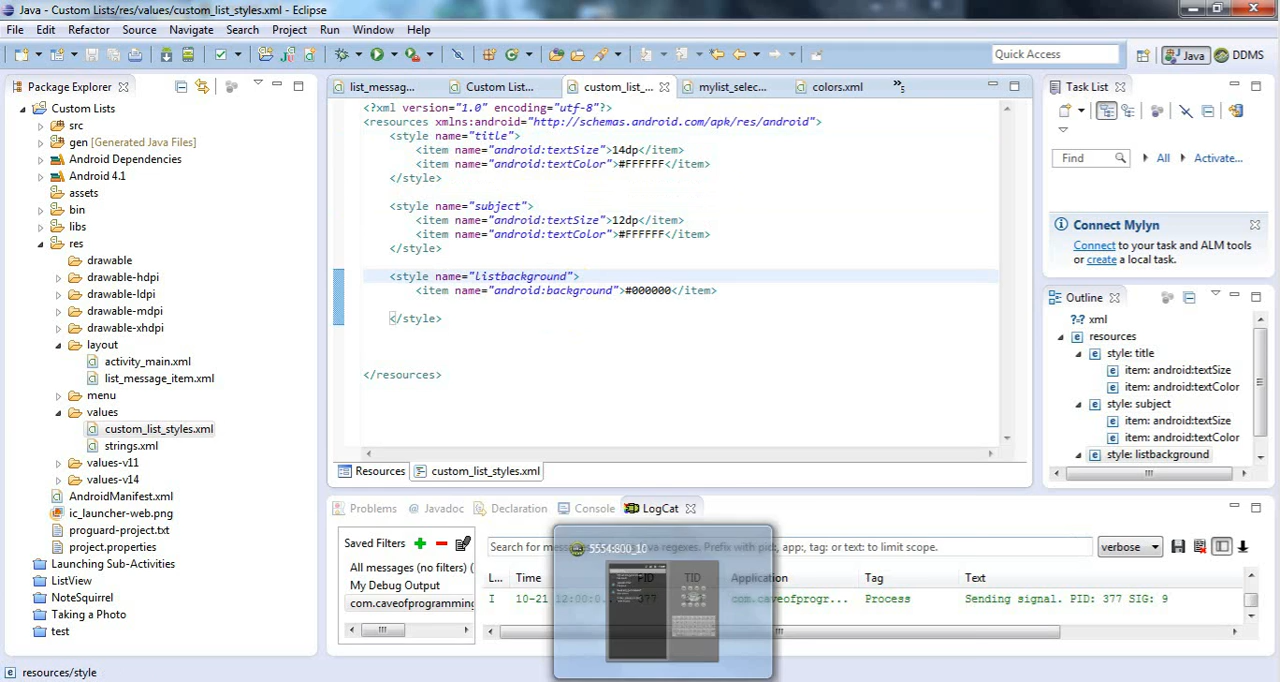 Java - Custom Lists/res/values/custom_list_styles.xml - Eclipse
File Edit Refactor Source Navigate Search Project Run Window Help
Quick Access
Java
DDMS
Package Explorer
list_messag...
Custom List...
custom_list_...
mylist_selec...
colors.xml
»5
Task List
Custom Lists
src
gen [Generated Java Files]
Android Dependencies
Android 4.1
assets
bin
libs
res
drawable
drawable-hdpi
drawable-ldpi
drawable-mdpi
drawable-xhdpi
layout
activity_main.xml
list_message_item.xml
menu
values
custom_list_styles.xml
strings.xml
values-v11
values-v14
AndroidManifest.xml
ic_launcher-web.png
proguard-project.txt
project.properties
Launching Sub-Activities
ListView
NoteSquirrel
Taking a Photo
test
<?xml version="1.0" encoding="utf-8"?>
<resources xmlns:android="http://schemas.android.com/apk/res/android">
<style name="title">
<item name="android:textSize">14dp</item>
<item name="android:textColor">#FFFFFF</item>
</style>
<style name="subject">
<item name="android:textSize">12dp</item>
<item name="android:textColor">#FFFFFF</item>
</style>
<style name="listbackground">
<item name="android:background">#000000</item>
</style>
</resources>
Resources
custom_list_styles.xml
Find
All
Activate...
Connect Mylyn
Connect to your task and ALM tools
or create a local task.
Outline
?=? xml
resources
style: title
item: android:textSize
item: android:textColor
style: subject
item: android:textSize
item: android:textColor
style: listbackground
Problems
@ Javadoc
Declaration
Console
LogCat
Saved Filters
All messages (no filters) (
My Debug Output
com.caveofprogramming
Search for mess java regexes. Prefix with pid:, app:, tag: or text: to limit scope.
verbose
5554:800_10
L... Time PID TID Application Tag Text
I 10-21 12:00:0... 377 com.caveofprogr... Process Sending signal. PID: 377 SIG: 9
resources/style